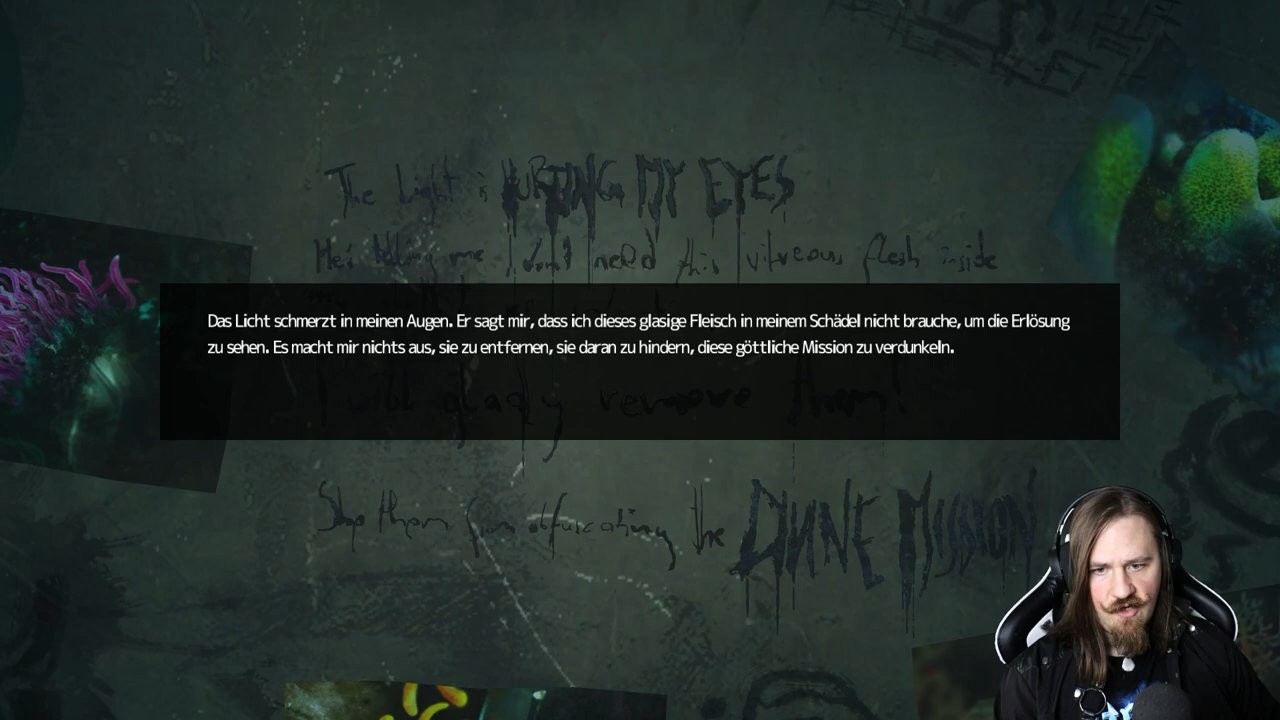 The Light is HURTING MY EYES
He's telling me I don't need this vitreous flesh inside
Das Licht schmerzt in meinen Augen. Er sagt mir, dass ich dieses glasige Fleisch in meinem Schädel nicht brauche, um die Erlösung
zu sehen. Es macht mir nichts aus, sie zu entfernen, sie daran zu hindern, diese göttliche Mission zu verdunkeln.
I will gladly remove them!
Stop them from obfuscating the DIVINE MISSION